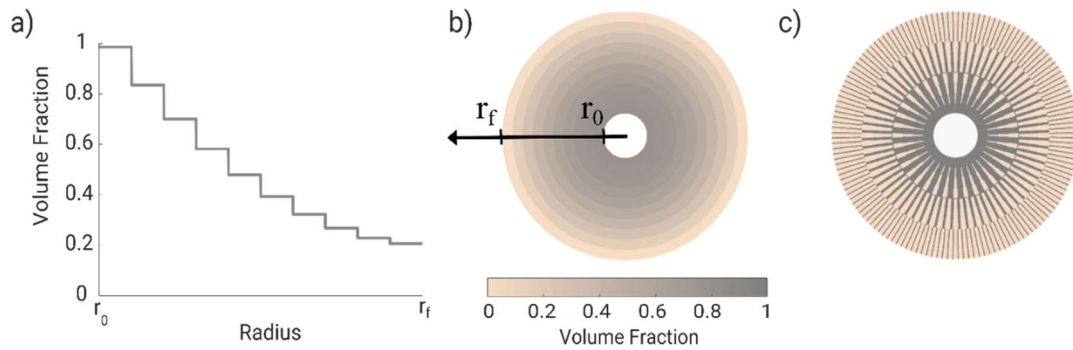 a)
Volume Fraction
1
0.8
0.6
0.4
0.2
0
r0
rf
Radius
b)
rf
r0
0 0.2 0.4 0.6 0.8 1
Volume Fraction
c)